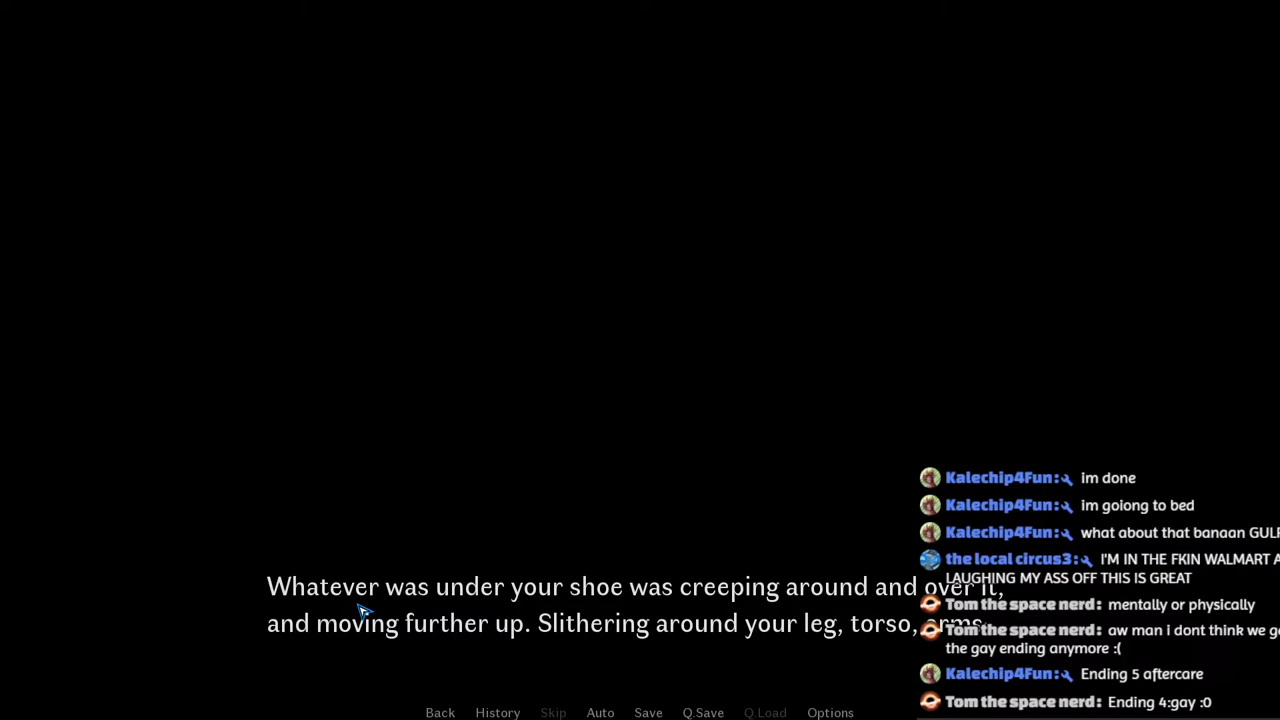 Kalechip4Fun: im done
Kalechip4Fun: im goiong to bed
Kalechip4Fun: what about that banaan GULF
the local circus3: I'M IN THE FKIN WALMART A
LAUGHING MY ASS OFF THIS IS GREAT
Tom the space nerd: mentally or physically
Tom the space nerd: aw man i dont think we ge
the gay ending anymore :(
Kalechip4Fun: Ending 5 aftercare
Tom the space nerd: Ending 4:gay :0
Whatever was under your shoe was creeping around and over it,
and moving further up. Slithering around your leg, torso, arms
Back History Skip Auto Save Q.Save Q.Load Options